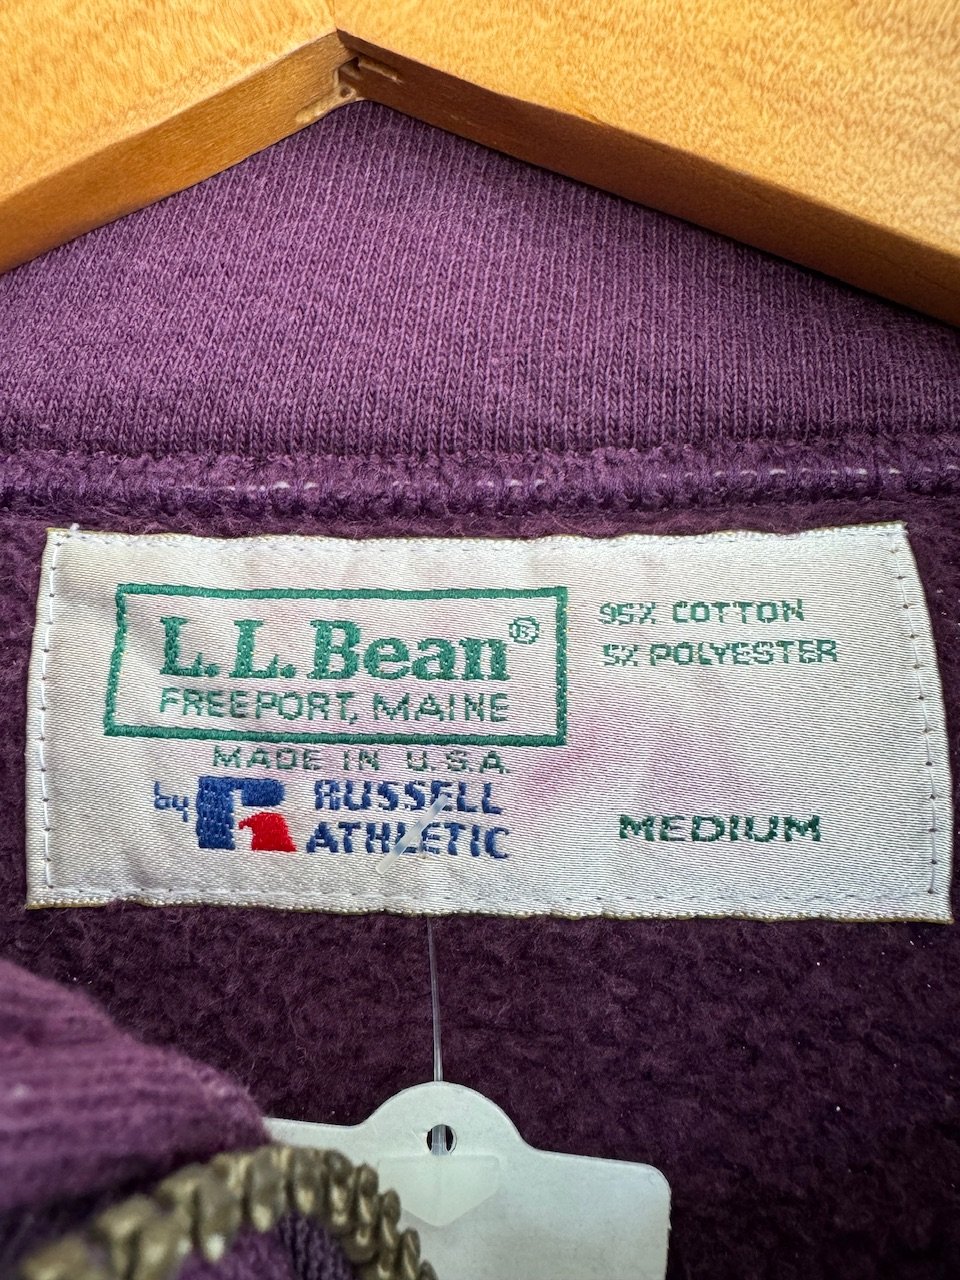 L.L.Bean®
FREEPORT, MAINE
MADE IN U.S.A.
by R RUSSELL
ATHLETIC
95% COTTON
5% POLYESTER
MEDIUM